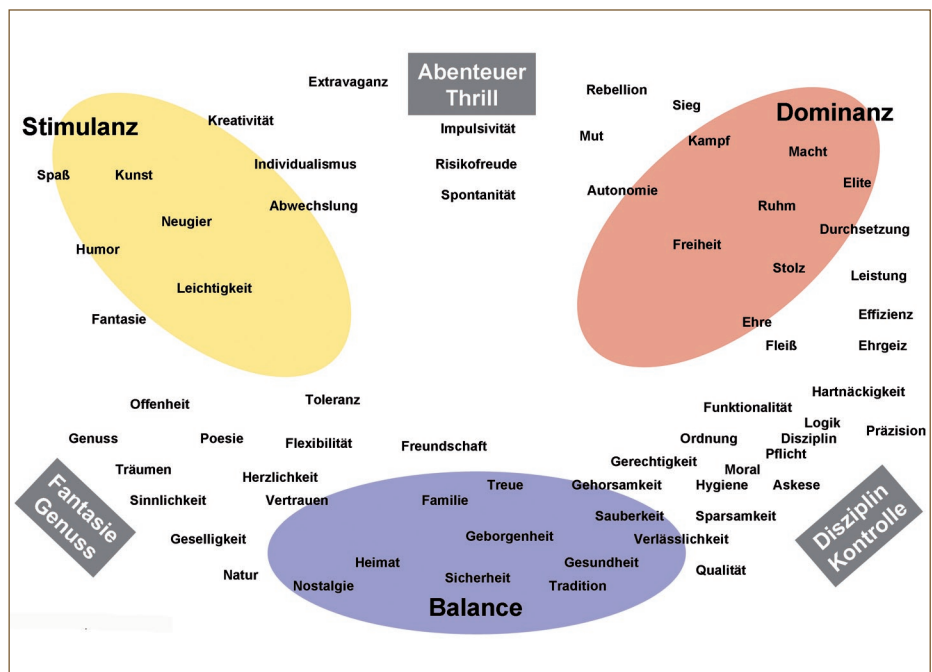 Abenteuer
Thrill
Extravaganz
Rebellion
Sieg
Stimulanz
Dominanz
Kreativität
Impulsivität
Mut
Kampf
Macht
Spaß
Kunst
Individualismus
Risikofreude
Elite
Autonomie
Spontanität
Abwechslung
Ruhm
Neugier
Durchsetzung
Humor
Freiheit
Stolz
Leistung
Leichtigkeit
Fantasie
Ehre
Effizienz
Fleiß
Ehrgeiz
Hartnäckigkeit
Offenheit
Toleranz
Funktionalität
Logik
Präzision
Genuss
Poesie
Flexibilität
Freundschaft
Ordnung
Disziplin
Pflicht
Gerechtigkeit
Moral
Träumen
Herzlichkeit
Treue
Gehorsamkeit
Hygiene
Askese
Fantasie
Genuss
Sinnlichkeit
Vertrauen
Familie
Sauberkeit
Sparsamkeit
Disziplin
Kontrolle
Geselligkeit
Geborgenheit
Verlässlichkeit
Heimat
Gesundheit
Qualität
Natur
Nostalgie
Sicherheit
Tradition
Balance